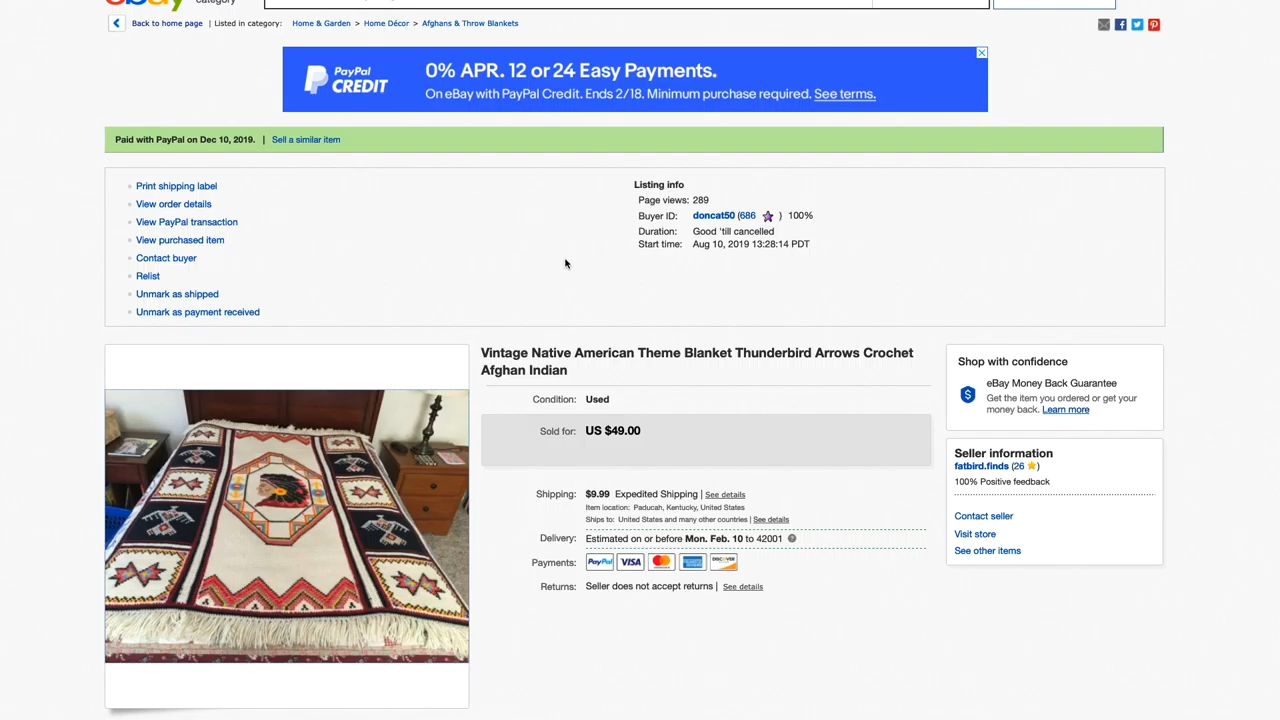 ebay
category
Back to home page | Listed in category: Home & Garden > Home Décor > Afghans & Throw Blankets
PayPal CREDIT
0% APR. 12 or 24 Easy Payments.
On eBay with PayPal Credit. Ends 2/18. Minimum purchase required. See terms.
Paid with PayPal on Dec 10, 2019. | Sell a similar item
Print shipping label
View order details
View PayPal transaction
View purchased item
Contact buyer
Relist
Unmark as shipped
Unmark as payment received
Listing info
Page views: 289
Buyer ID: doncat50 (686 ) 100%
Duration: Good 'till cancelled
Start time: Aug 10, 2019 13:28:14 PDT
Vintage Native American Theme Blanket Thunderbird Arrows Crochet
Afghan Indian
Condition: Used
Sold for: US $49.00
Shipping: $9.99 Expedited Shipping | See details
Item location: Paducah, Kentucky, United States
Ships to: United States and many other countries | See details
Delivery: Estimated on or before Mon. Feb. 10 to 42001
Payments: PayPal VISA MasterCard AMERICAN EXPRESS DISCOVER
Returns: Seller does not accept returns | See details
Shop with confidence
eBay Money Back Guarantee
Get the item you ordered or get your
money back. Learn more
Seller information
fatbird.finds (26 )
100% Positive feedback
Contact seller
Visit store
See other items